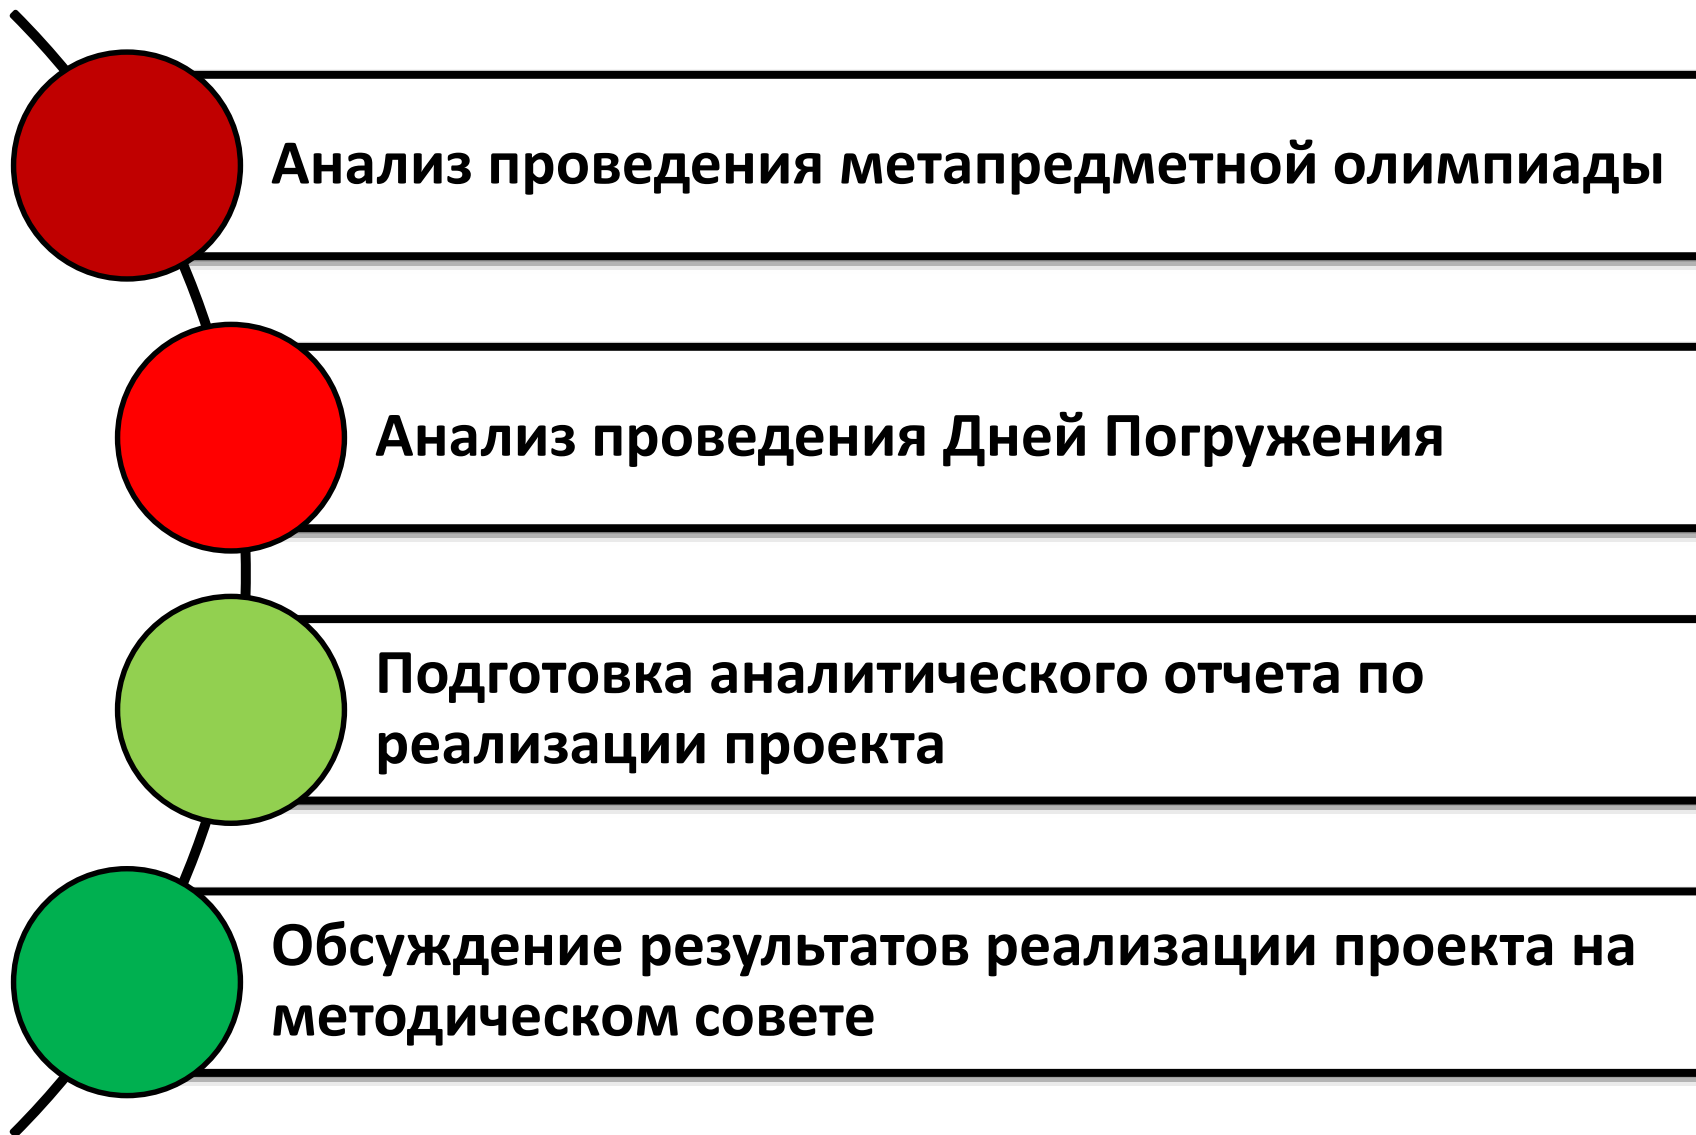 Анализ проведения метапредметной олимпиады
Анализ проведения Дней Погружения
Подготовка аналитического отчета по
реализации проекта
Обсуждение результатов реализации проекта на
методическом совете